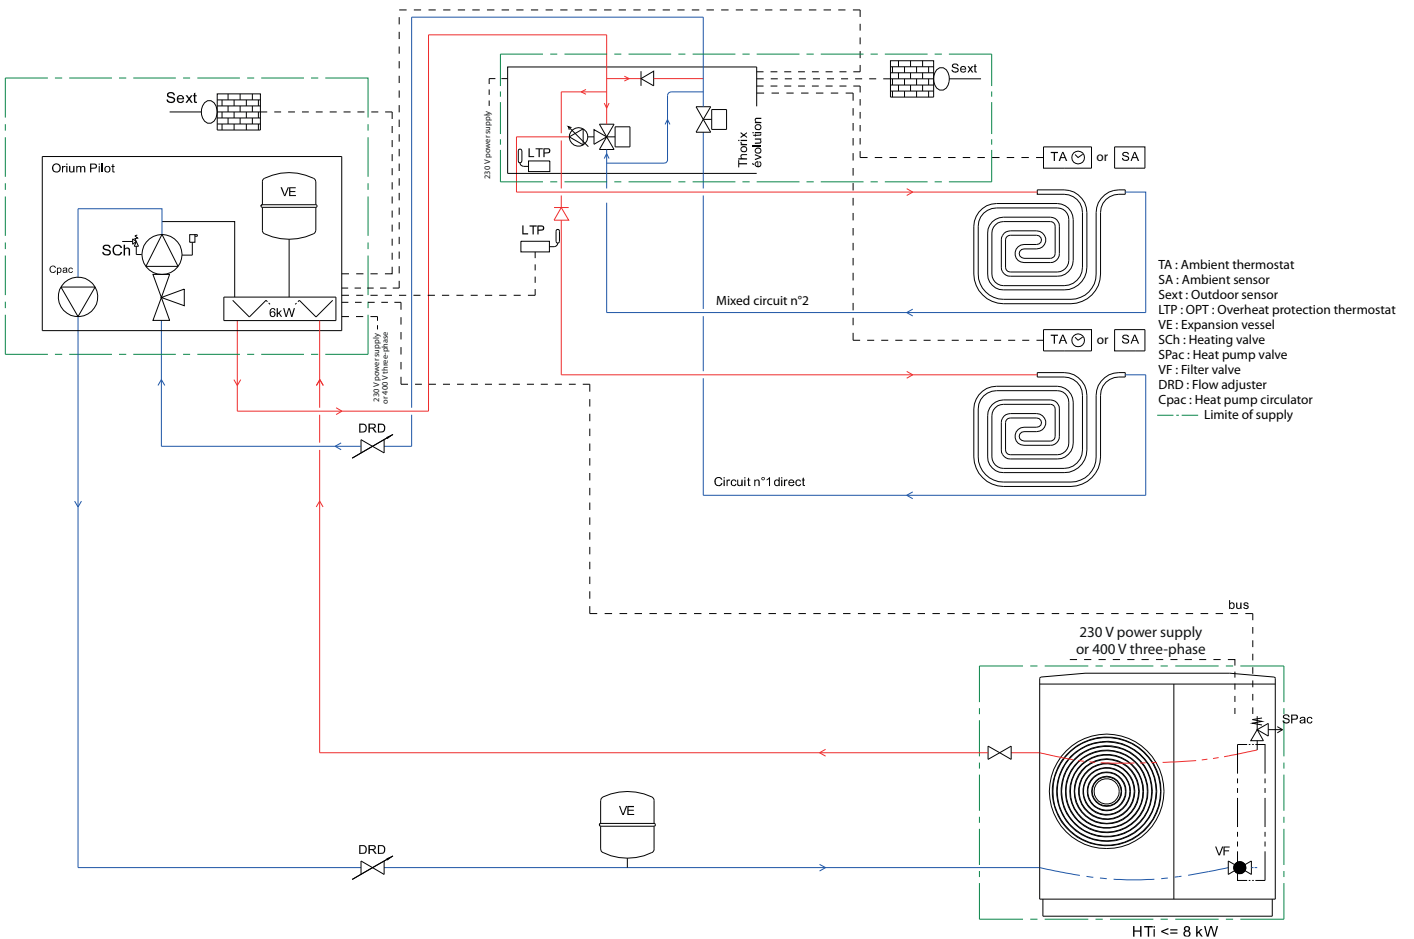 Sext
Orium Pilot
VE
SCh
Cpac
6kW
230 V power supply
or 400 V three-phase
DRD
230 V power supply
LTP
Thorix
évolution
Sext
TA or SA
LTP
Mixed circuit n°2
TA or SA
Circuit n°1 direct
TA : Ambient thermostat
SA : Ambient sensor
Sext : Outdoor sensor
LTP : OPT : Overheat protection thermostat
VE : Expansion vessel
SCh : Heating valve
SPac : Heat pump valve
VF : Filter valve
DRD : Flow adjuster
Cpac : Heat pump circulator
Limite of supply
bus
230 V power supply
or 400 V three-phase
SPac
VE
DRD
VF
HTi <= 8 kW